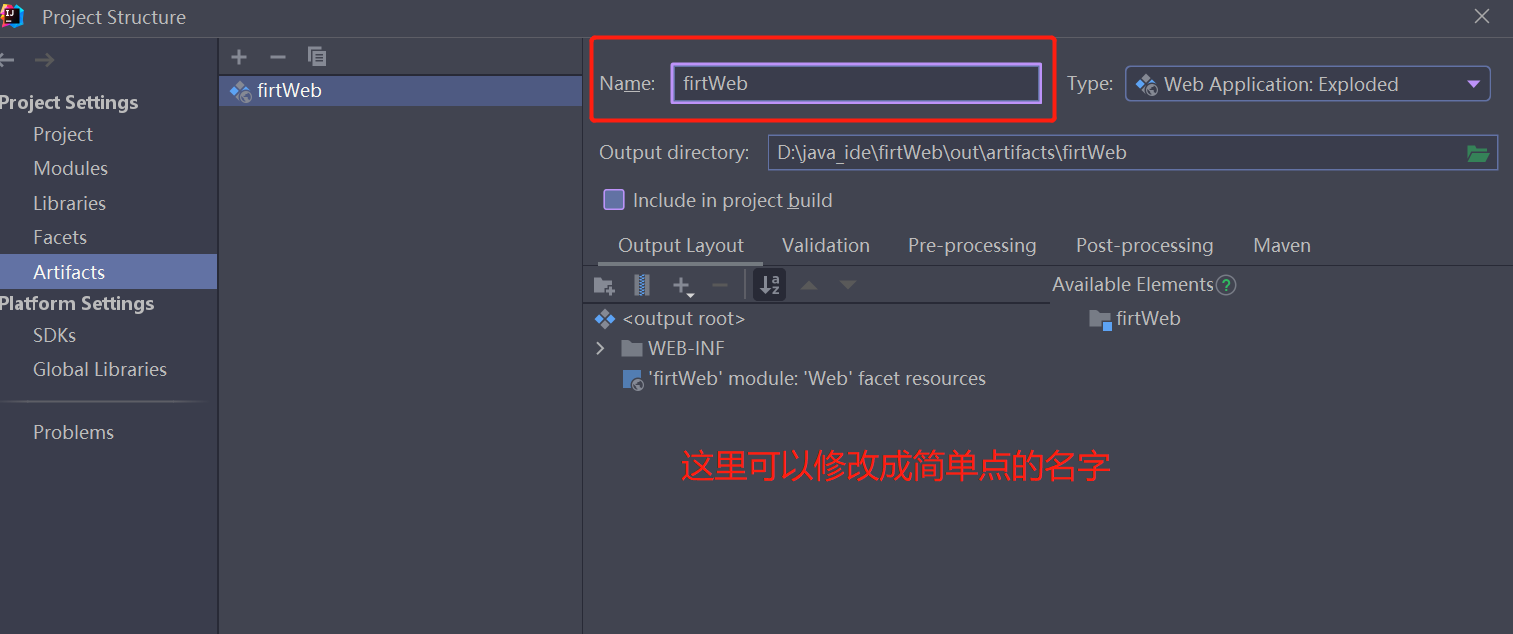 Project Structure
Project Settings
Project
Modules
Libraries
Facets
Artifacts
Platform Settings
SDKs
Global Libraries
Problems
firtWeb
Name: firtWeb
Type: Web Application: Exploded
Output directory: D:\java_ide\firtWeb\out\artifacts\firtWeb
Include in project build
Output Layout Validation Pre-processing Post-processing Maven
Available Elements ?
<output root>
WEB-INF
'firtWeb' module: 'Web' facet resources
firtWeb
这里可以修改成简单点的名字